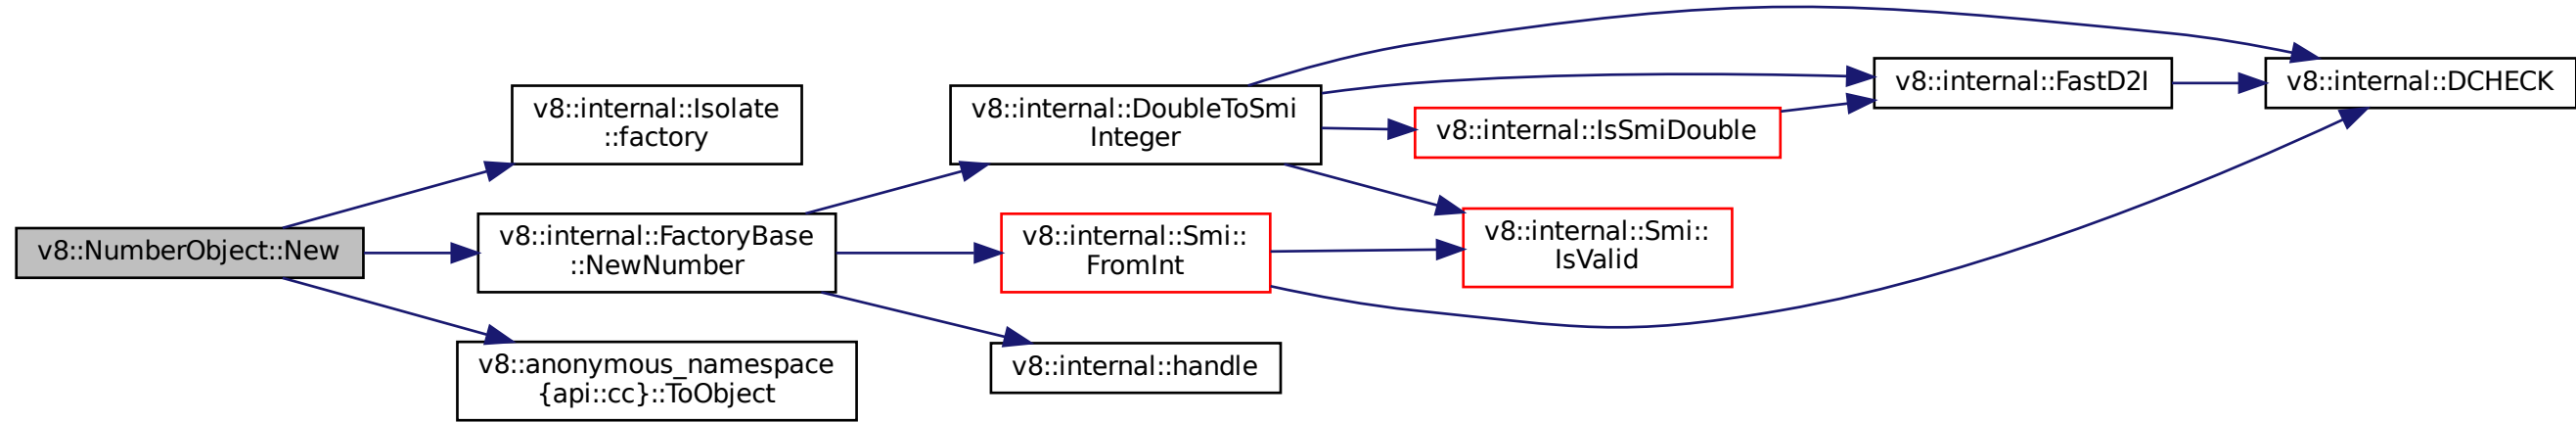 v8::NumberObject::New
v8::internal::Isolate
::factory
v8::internal::FactoryBase
::NewNumber
v8::anonymous_namespace
{api::cc}::ToObject
v8::internal::DoubleToSmi
Integer
v8::internal::Smi::
FromInt
v8::internal::handle
v8::internal::IsSmiDouble
v8::internal::Smi::
IsValid
v8::internal::FastD2I
v8::internal::DCHECK